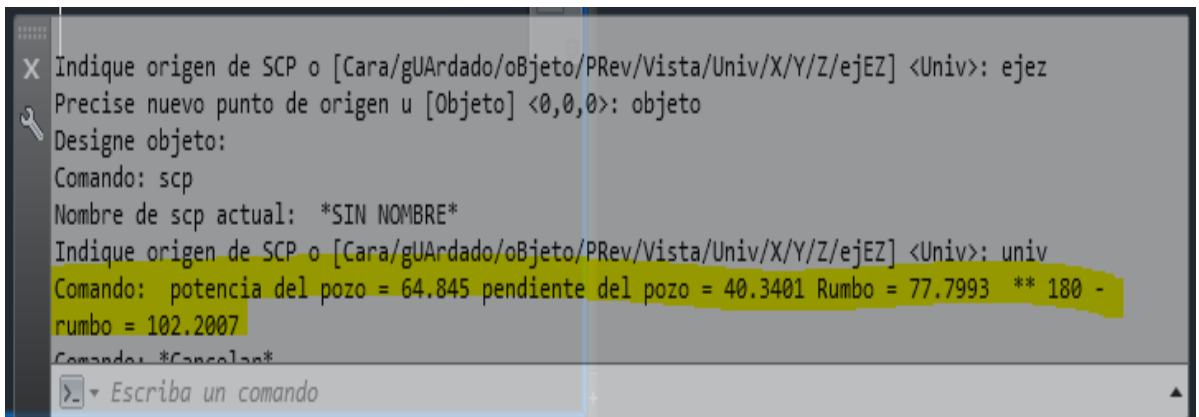 Indique origen de SCP o [Cara/gUArdado/oBjeto/PRev/Vista/Univ/X/Y/Z/ejEZ] <Univ>: ejez
Precise nuevo punto de origen u [Objeto] <0,0,0>: objeto
Designe objeto:
Comando: scp
Nombre de scp actual:  *SIN NOMBRE*
Indique origen de SCP o [Cara/gUArdado/oBjeto/PRev/Vista/Univ/X/Y/Z/ejEZ] <Univ>: univ
Comando:  potencia del pozo = 64.845 pendiente del pozo = 40.3401 Rumbo = 77.7993  ** 180 -
rumbo = 102.2007
Comando: *Cancelar*
Escriba un comando